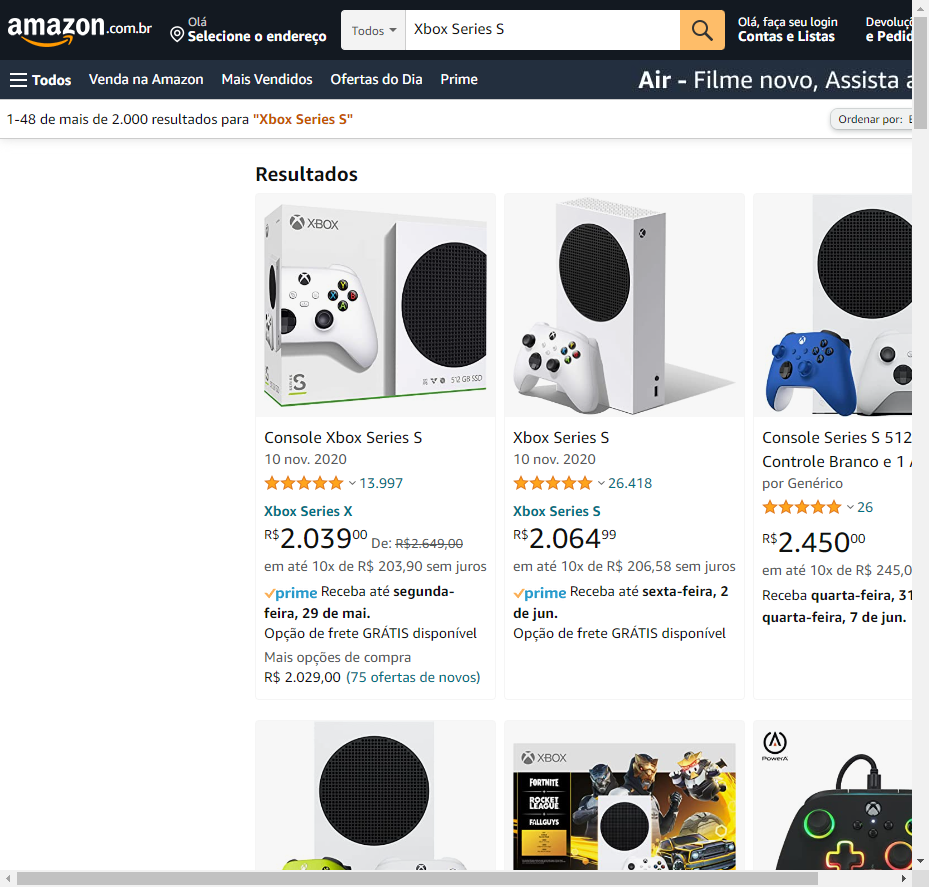 amazon.com.br
Olá
Selecione o endereço
Todos
Xbox Series S
Olá, faça seu login
Contas e Listas
Devoluç
e Pedid
Todos
Venda na Amazon
Mais Vendidos
Ofertas do Dia
Prime
Air - Filme novo, Assista a
1-48 de mais de 2.000 resultados para "Xbox Series S"
Ordenar por:
Resultados
XBOX
SERIES S
512 GB SSD
Console Xbox Series S
10 nov. 2020
13.997
Xbox Series X
R$2.03900 De: R$2.649,00
em até 10x de R$ 203,90 sem juros
prime Receba até segunda-
feira, 29 de mai.
Opção de frete GRÁTIS disponível
Mais opções de compra
R$ 2.029,00 (75 ofertas de novos)
Xbox Series S
10 nov. 2020
26.418
Xbox Series S
R$2.06499
em até 10x de R$ 206,58 sem juros
prime Receba até sexta-feira, 2
de jun.
Opção de frete GRÁTIS disponível
Console Series S 512
Controle Branco e 1
por Genérico
26
R$2.45000
em até 10x de R$ 245,0
Receba quarta-feira, 31
quarta-feira, 7 de jun.
XBOX
FORTNITE
ROCKET
LEAGUE
FALL GUYS
PowerA